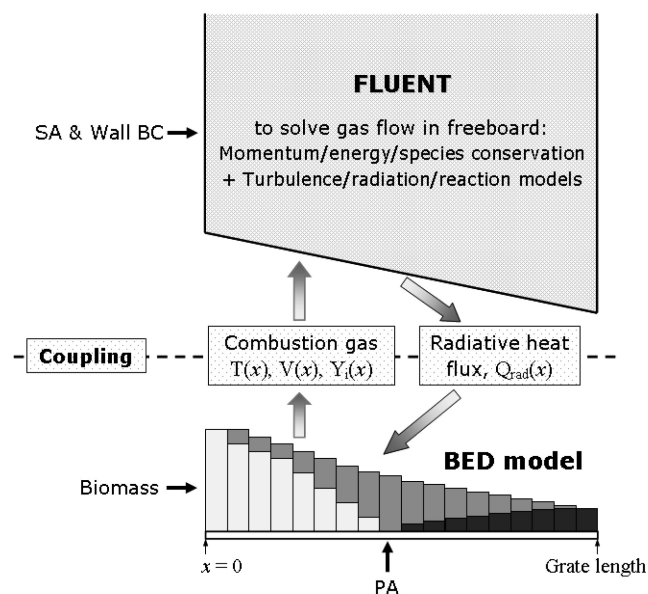 FLUENT
to solve gas flow in freeboard:
Momentum/energy/species conservation
+ Turbulence/radiation/reaction models
SA & Wall BC
Coupling
Combustion gas
T(x), V(x), Yi(x)
Radiative heat
flux, Qrad(x)
BED model
Biomass
x = 0
Grate length
PA